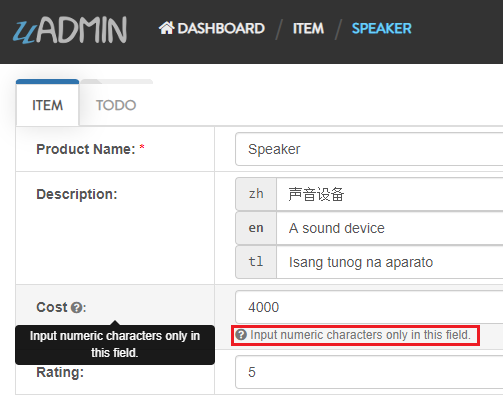 uADMIN DASHBOARD / ITEM / SPEAKER
ITEM TODO
Product Name: * Speaker
Description: zh 声音设备
en A sound device
tl Isang tunog na aparato
Cost ?: 4000
? Input numeric characters only in this field.
Input numeric characters only in
this field.
Rating: 5